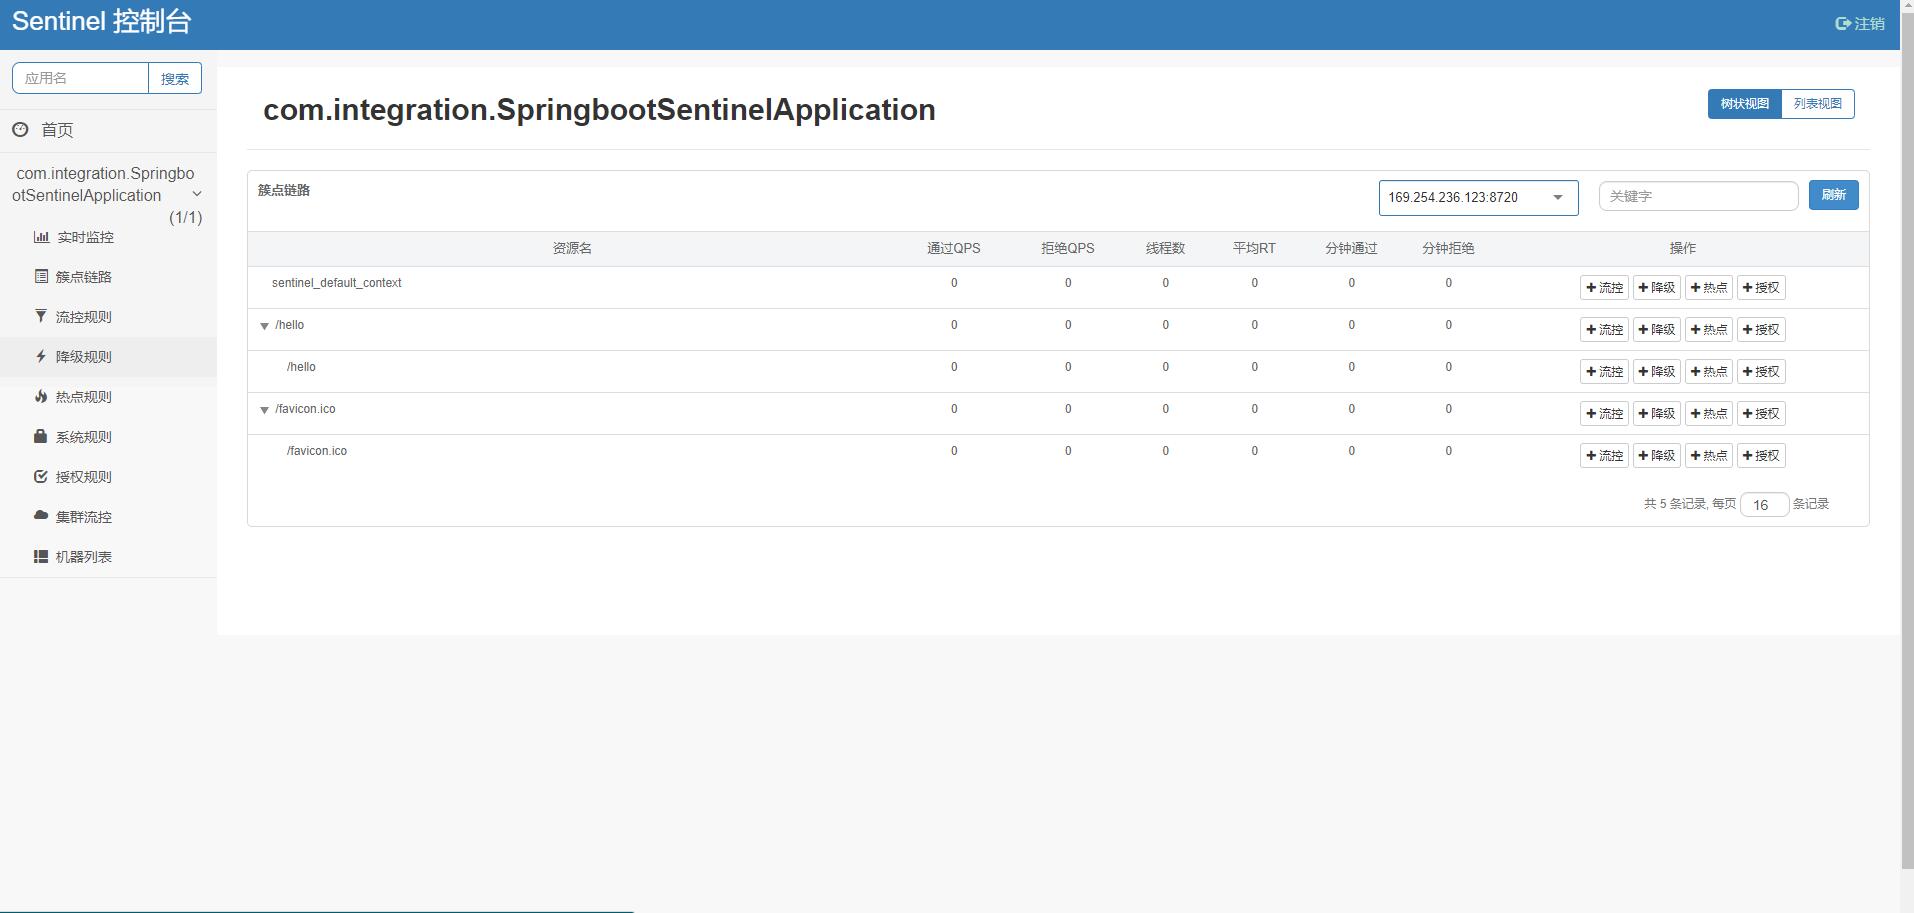 Sentinel 控制台
注销
应用名 搜索
首页
com.integration.Springbo
otSentinelApplication
(1/1)
实时监控
簇点链路
流控规则
降级规则
热点规则
系统规则
授权规则
集群流控
机器列表
com.integration.SpringbootSentinelApplication
树状视图 列表视图
簇点链路 169.254.236.123:8720 关键字 刷新
资源名 通过QPS 拒绝QPS 线程数 平均RT 分钟通过 分钟拒绝 操作
sentinel_default_context 0 0 0 0 0 0 流控 降级 热点 授权
/hello 0 0 0 0 0 0 流控 降级 热点 授权
/hello 0 0 0 0 0 0 流控 降级 热点 授权
/favicon.ico 0 0 0 0 0 0 流控 降级 热点 授权
/favicon.ico 0 0 0 0 0 0 流控 降级 热点 授权
共 5 条记录, 每页 16 条记录